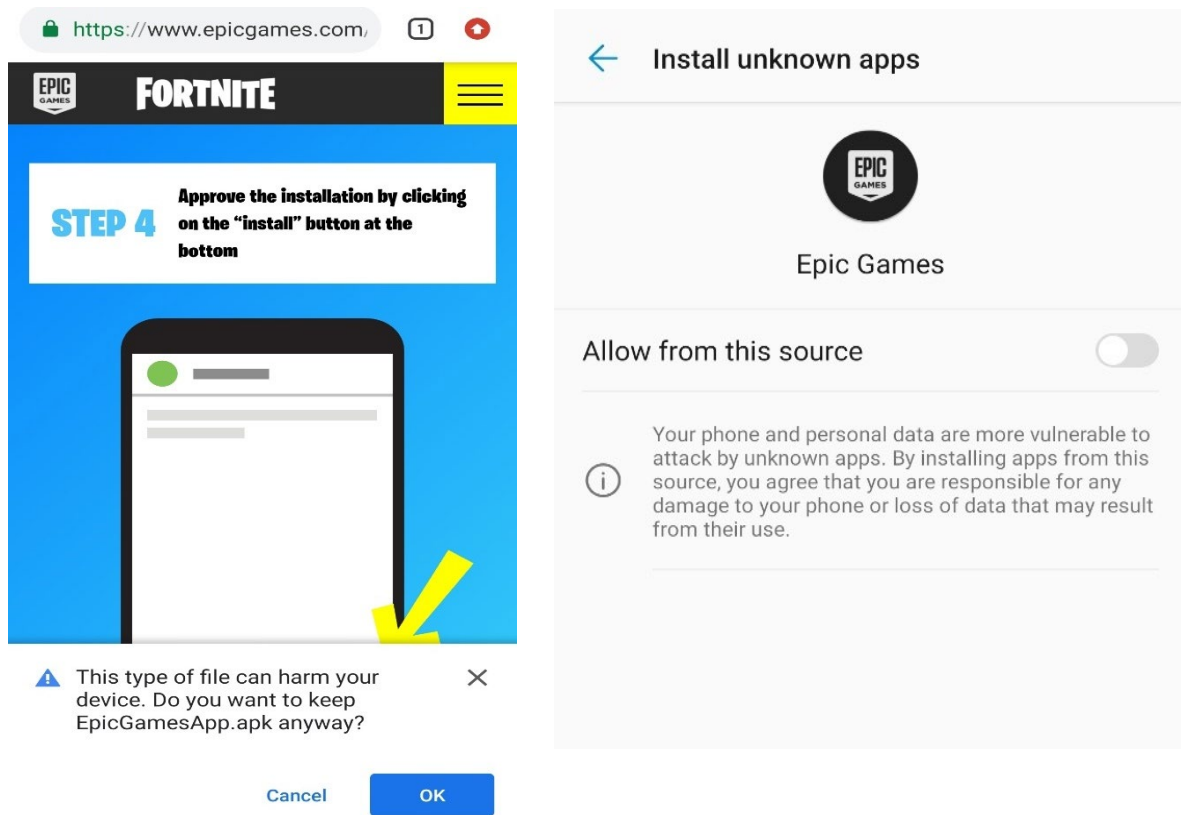 https://www.epicgames.com/
1
EPIC
GAMES
FORTNITE
STEP 4
Approve the installation by clicking
on the “install” button at the
bottom
This type of file can harm your
device. Do you want to keep
EpicGamesApp.apk anyway?
Cancel
OK
Install unknown apps
EPIC
GAMES
Epic Games
Allow from this source
Your phone and personal data are more vulnerable to
attack by unknown apps. By installing apps from this
source, you agree that you are responsible for any
damage to your phone or loss of data that may result
from their use.